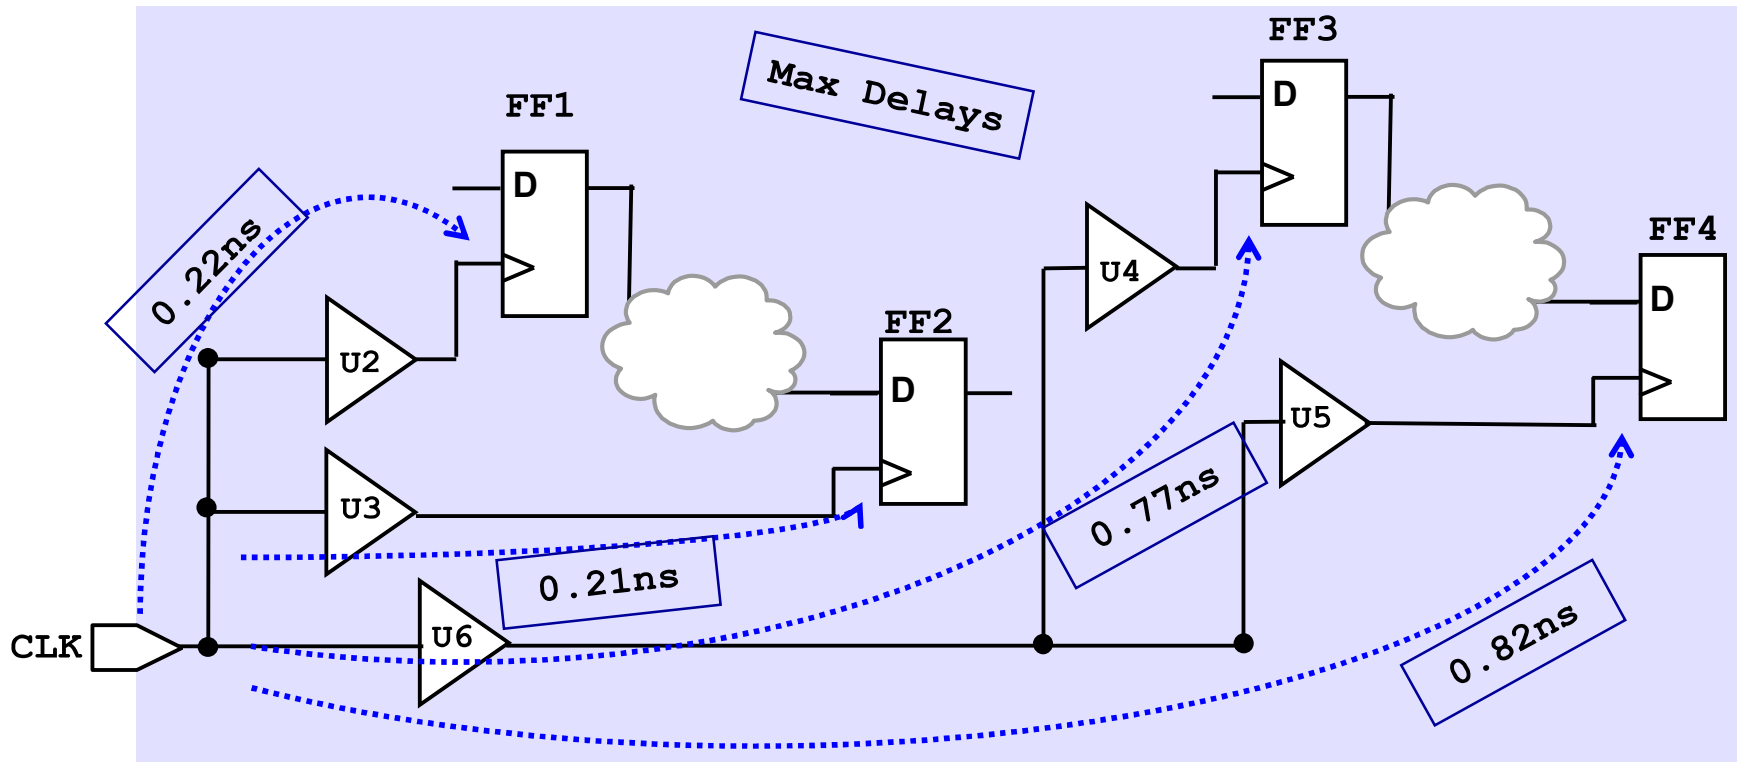 FF3
Max Delays
D
FF1
D
0.22ns
FF4
U4
D
FF2
U2
D
U5
U3
0.77ns
0.21ns
U6
CLK
0.82ns